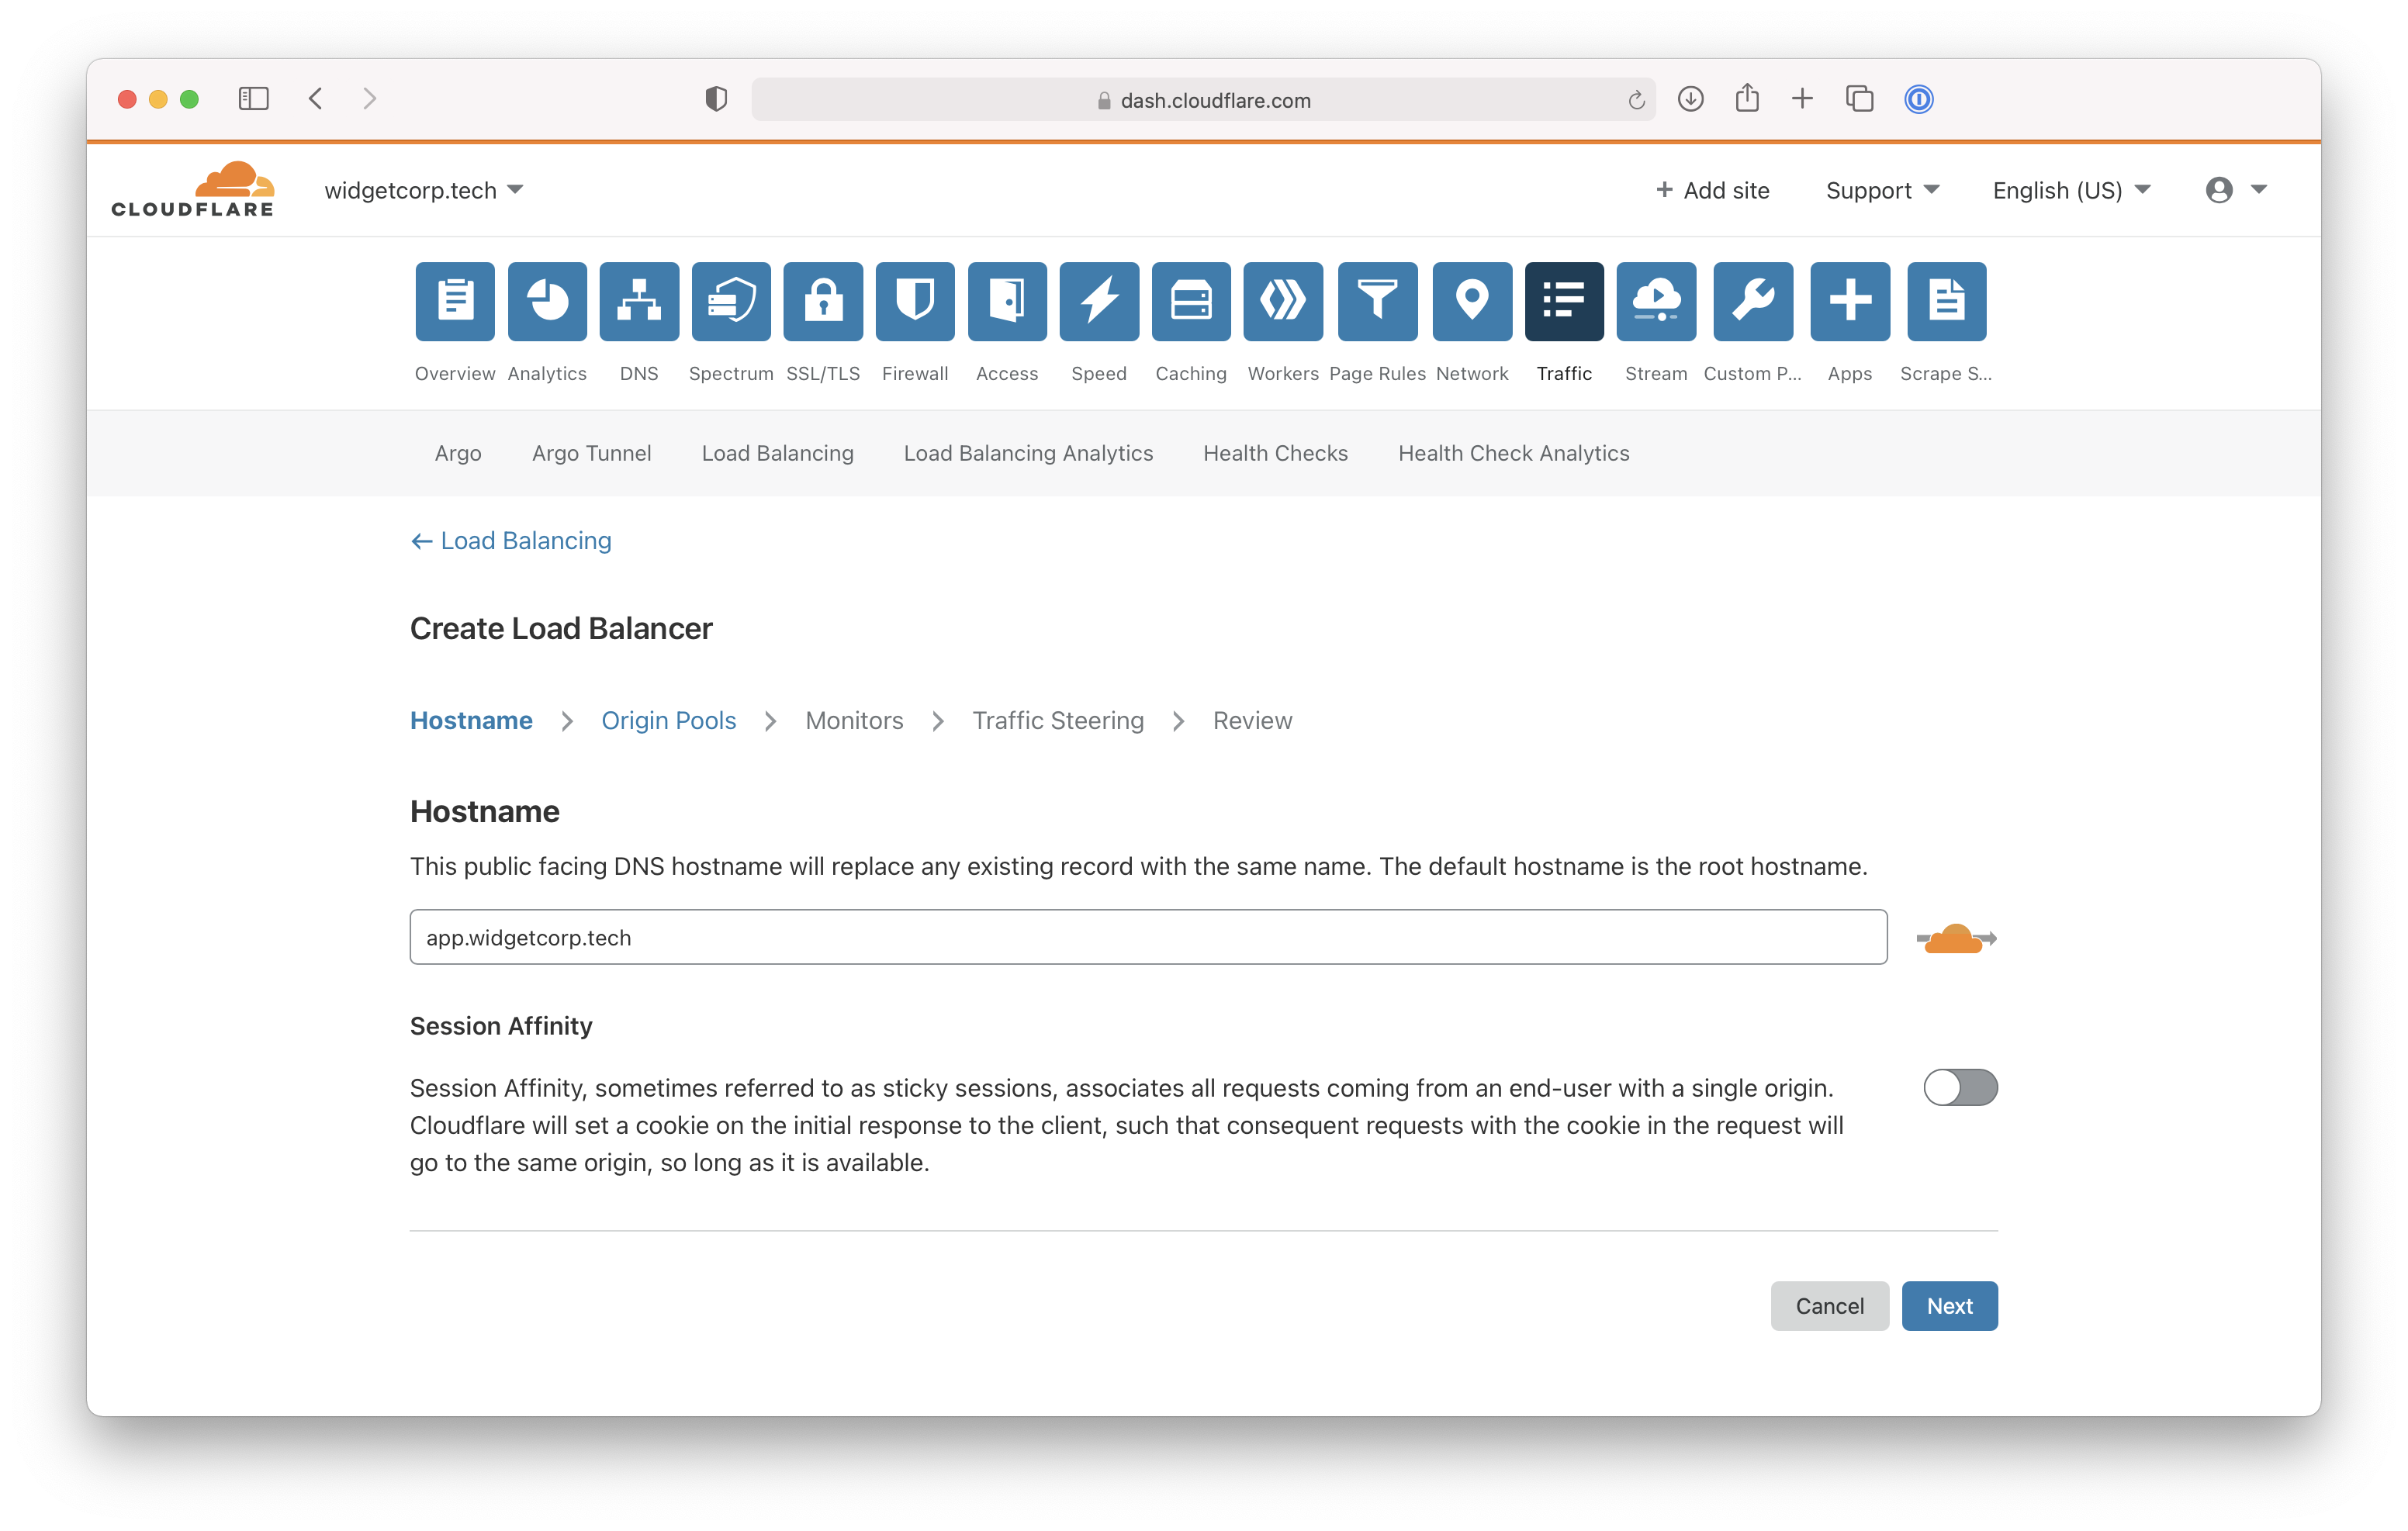 dash.cloudflare.com
CLOUDFLARE
widgetcorp.tech
Add site
Support
English (US)
Overview Analytics DNS Spectrum SSL/TLS Firewall Access Speed Caching Workers Page Rules Network Traffic Stream Custom P... Apps Scrape S...
Argo Argo Tunnel Load Balancing Load Balancing Analytics Health Checks Health Check Analytics
← Load Balancing
Create Load Balancer
Hostname > Origin Pools > Monitors > Traffic Steering > Review
Hostname
This public facing DNS hostname will replace any existing record with the same name. The default hostname is the root hostname.
app.widgetcorp.tech
Session Affinity
Session Affinity, sometimes referred to as sticky sessions, associates all requests coming from an end-user with a single origin.
Cloudflare will set a cookie on the initial response to the client, such that consequent requests with the cookie in the request will
go to the same origin, so long as it is available.
Cancel Next